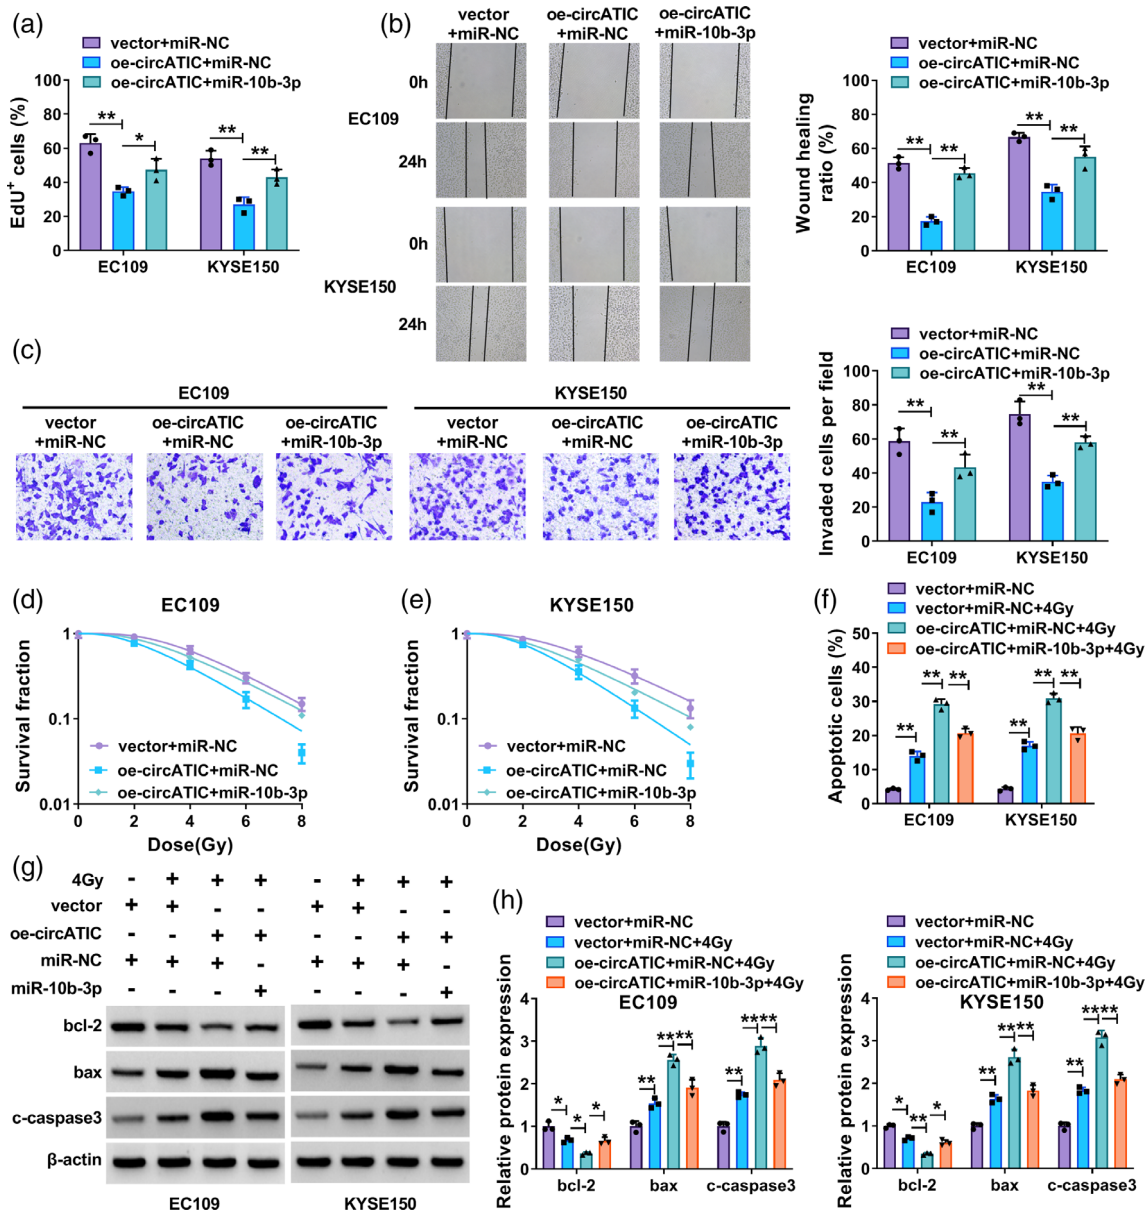 (a)
vector+miR-NC
oe-circATIC+miR-NC
oe-circATIC+miR-10b-3p
EdU+ cells (%)
100
80
60
40
20
0
** *
** **
EC109 KYSE150
(b)
vector +miR-NC
oe-circATIC +miR-NC
oe-circATIC +miR-10b-3p
EC109
0h
24h
KYSE150
0h
24h
vector+miR-NC
oe-circATIC+miR-NC
oe-circATIC+miR-10b-3p
Wound healing ratio (%)
100
80
60
40
20
0
** **
** **
EC109 KYSE150
(c)
EC109 KYSE150
vector +miR-NC
oe-circATIC +miR-NC
oe-circATIC +miR-10b-3p
vector +miR-NC
oe-circATIC +miR-NC
oe-circATIC +miR-10b-3p
vector+miR-NC
oe-circATIC+miR-NC
oe-circATIC+miR-10b-3p
Invaded cells per field
100
80
60
40
20
0
** **
** **
EC109 KYSE150
(d)
EC109
Survival fraction
1
0.1
0.01
vector+miR-NC
oe-circATIC+miR-NC
oe-circATIC+miR-10b-3p
0 2 4 6 8
Dose(Gy)
(e)
KYSE150
Survival fraction
1
0.1
0.01
vector+miR-NC
oe-circATIC+miR-NC
oe-circATIC+miR-10b-3p
0 2 4 6 8
Dose(Gy)
(f)
vector+miR-NC
vector+miR-NC+4Gy
oe-circATIC+miR-NC+4Gy
oe-circATIC+miR-10b-3p+4Gy
Apoptotic cells (%)
50
40
30
20
10
0
** ** **
** ** **
EC109 KYSE150
(g)
4Gy - + + + - + + +
vector + + - - + + - -
oe-circATIC - - + + - - + +
miR-NC + + + - + + + -
miR-10b-3p - - - + - - - +
bcl-2
bax
c-caspase3
β-actin
EC109 KYSE150
(h)
vector+miR-NC
vector+miR-NC+4Gy
oe-circATIC+miR-NC+4Gy
oe-circATIC+miR-10b-3p+4Gy
EC109
Relative protein expression
4
3
2
1
0
* * *
** ** **
** ** **
bcl-2 bax c-caspase3
vector+miR-NC
vector+miR-NC+4Gy
oe-circATIC+miR-NC+4Gy
oe-circATIC+miR-10b-3p+4Gy
KYSE150
Relative protein expression
4
3
2
1
0
* ** *
** ** **
** ** **
bcl-2 bax c-caspase3